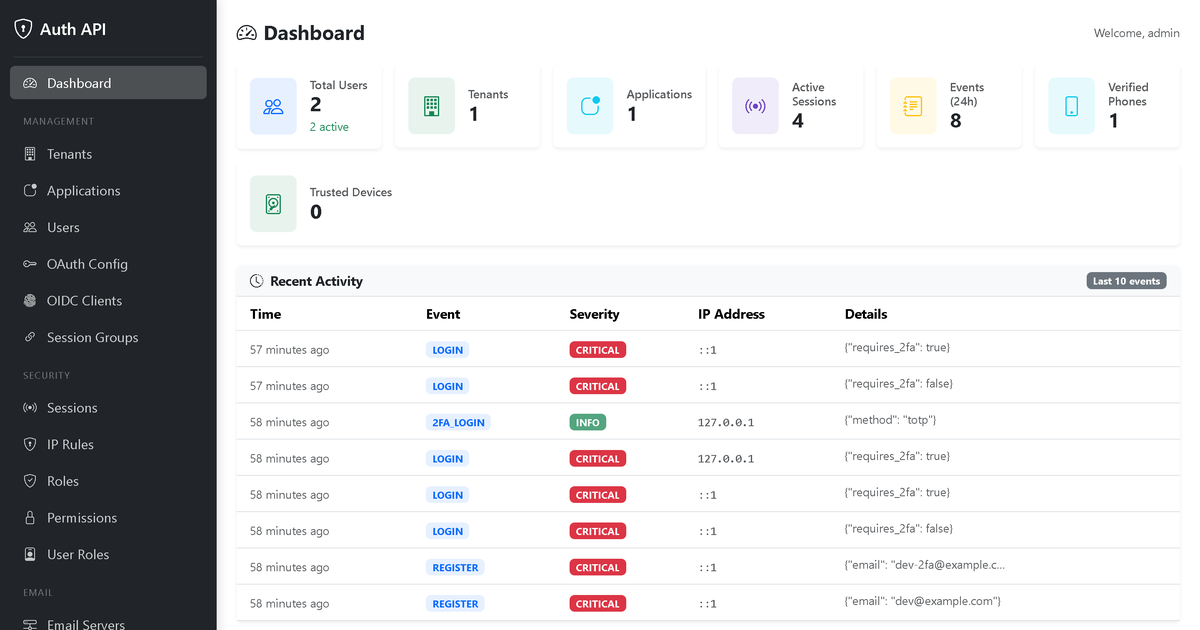 Auth API
Dashboard
MANAGEMENT
Tenants
Applications
Users
OAuth Config
OIDC Clients
Session Groups
SECURITY
Sessions
IP Rules
Roles
Permissions
User Roles
EMAIL
Email Servers
Dashboard
Welcome, admin
Total Users
2
2 active
Tenants
1
Applications
1
Active
Sessions
4
Events
(24h)
8
Verified
Phones
1
Trusted Devices
0
Recent Activity
Last 10 events
Time Event Severity IP Address Details
57 minutes ago LOGIN CRITICAL ::1 {"requires_2fa": true}
57 minutes ago LOGIN CRITICAL ::1 {"requires_2fa": false}
58 minutes ago 2FA_LOGIN INFO 127.0.0.1 {"method": "totp"}
58 minutes ago LOGIN CRITICAL 127.0.0.1 {"requires_2fa": true}
58 minutes ago LOGIN CRITICAL ::1 {"requires_2fa": true}
58 minutes ago LOGIN CRITICAL ::1 {"requires_2fa": false}
58 minutes ago REGISTER CRITICAL ::1 {"email": "dev-2fa@example.c...
58 minutes ago REGISTER CRITICAL ::1 {"email": "dev@example.com"}